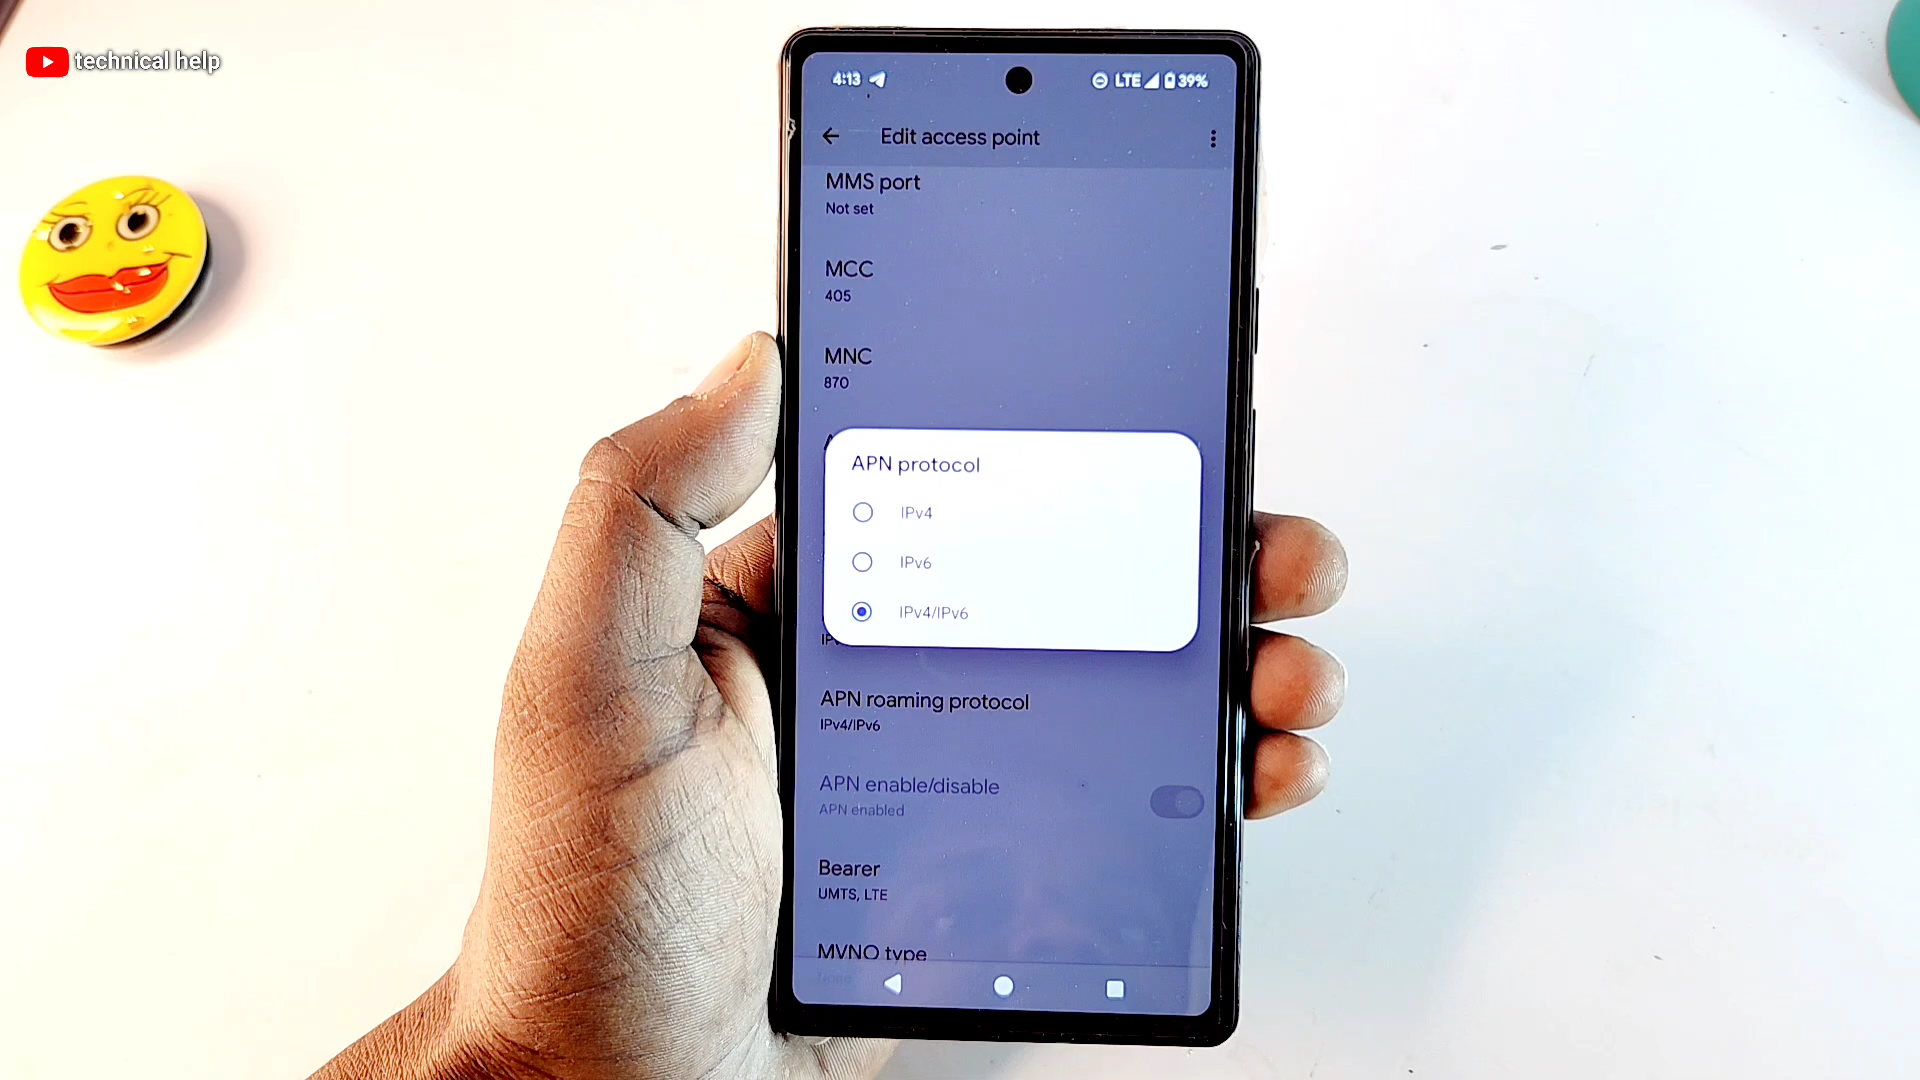 technical help
4:13
LTE 39%
Edit access point
MMS port
Not set
MCC
405
MNC
870
APN protocol
IPv4
IPv6
IPv4/IPv6
APN roaming protocol
IPv4/IPv6
APN enable/disable
APN enabled
Bearer
UMTS, LTE
MVNO type
None